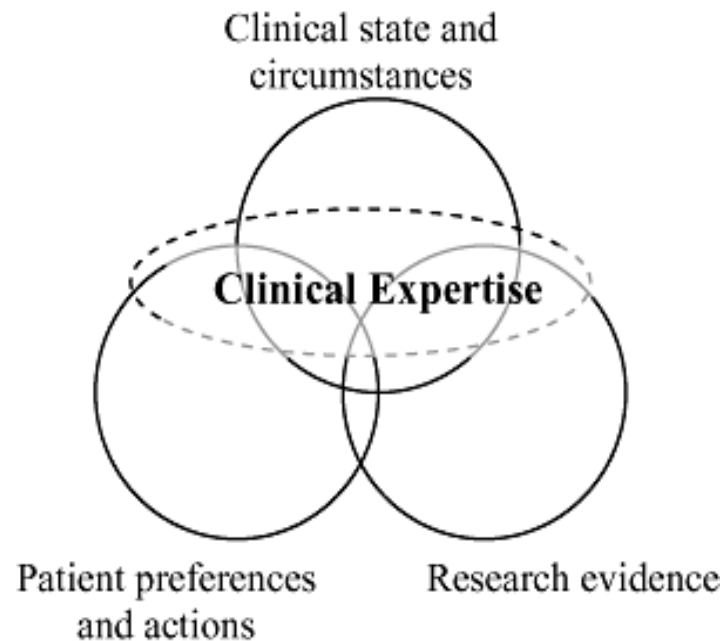 Clinical state and
circumstances
Clinical Expertise
Patient preferences
and actions
Research evidence